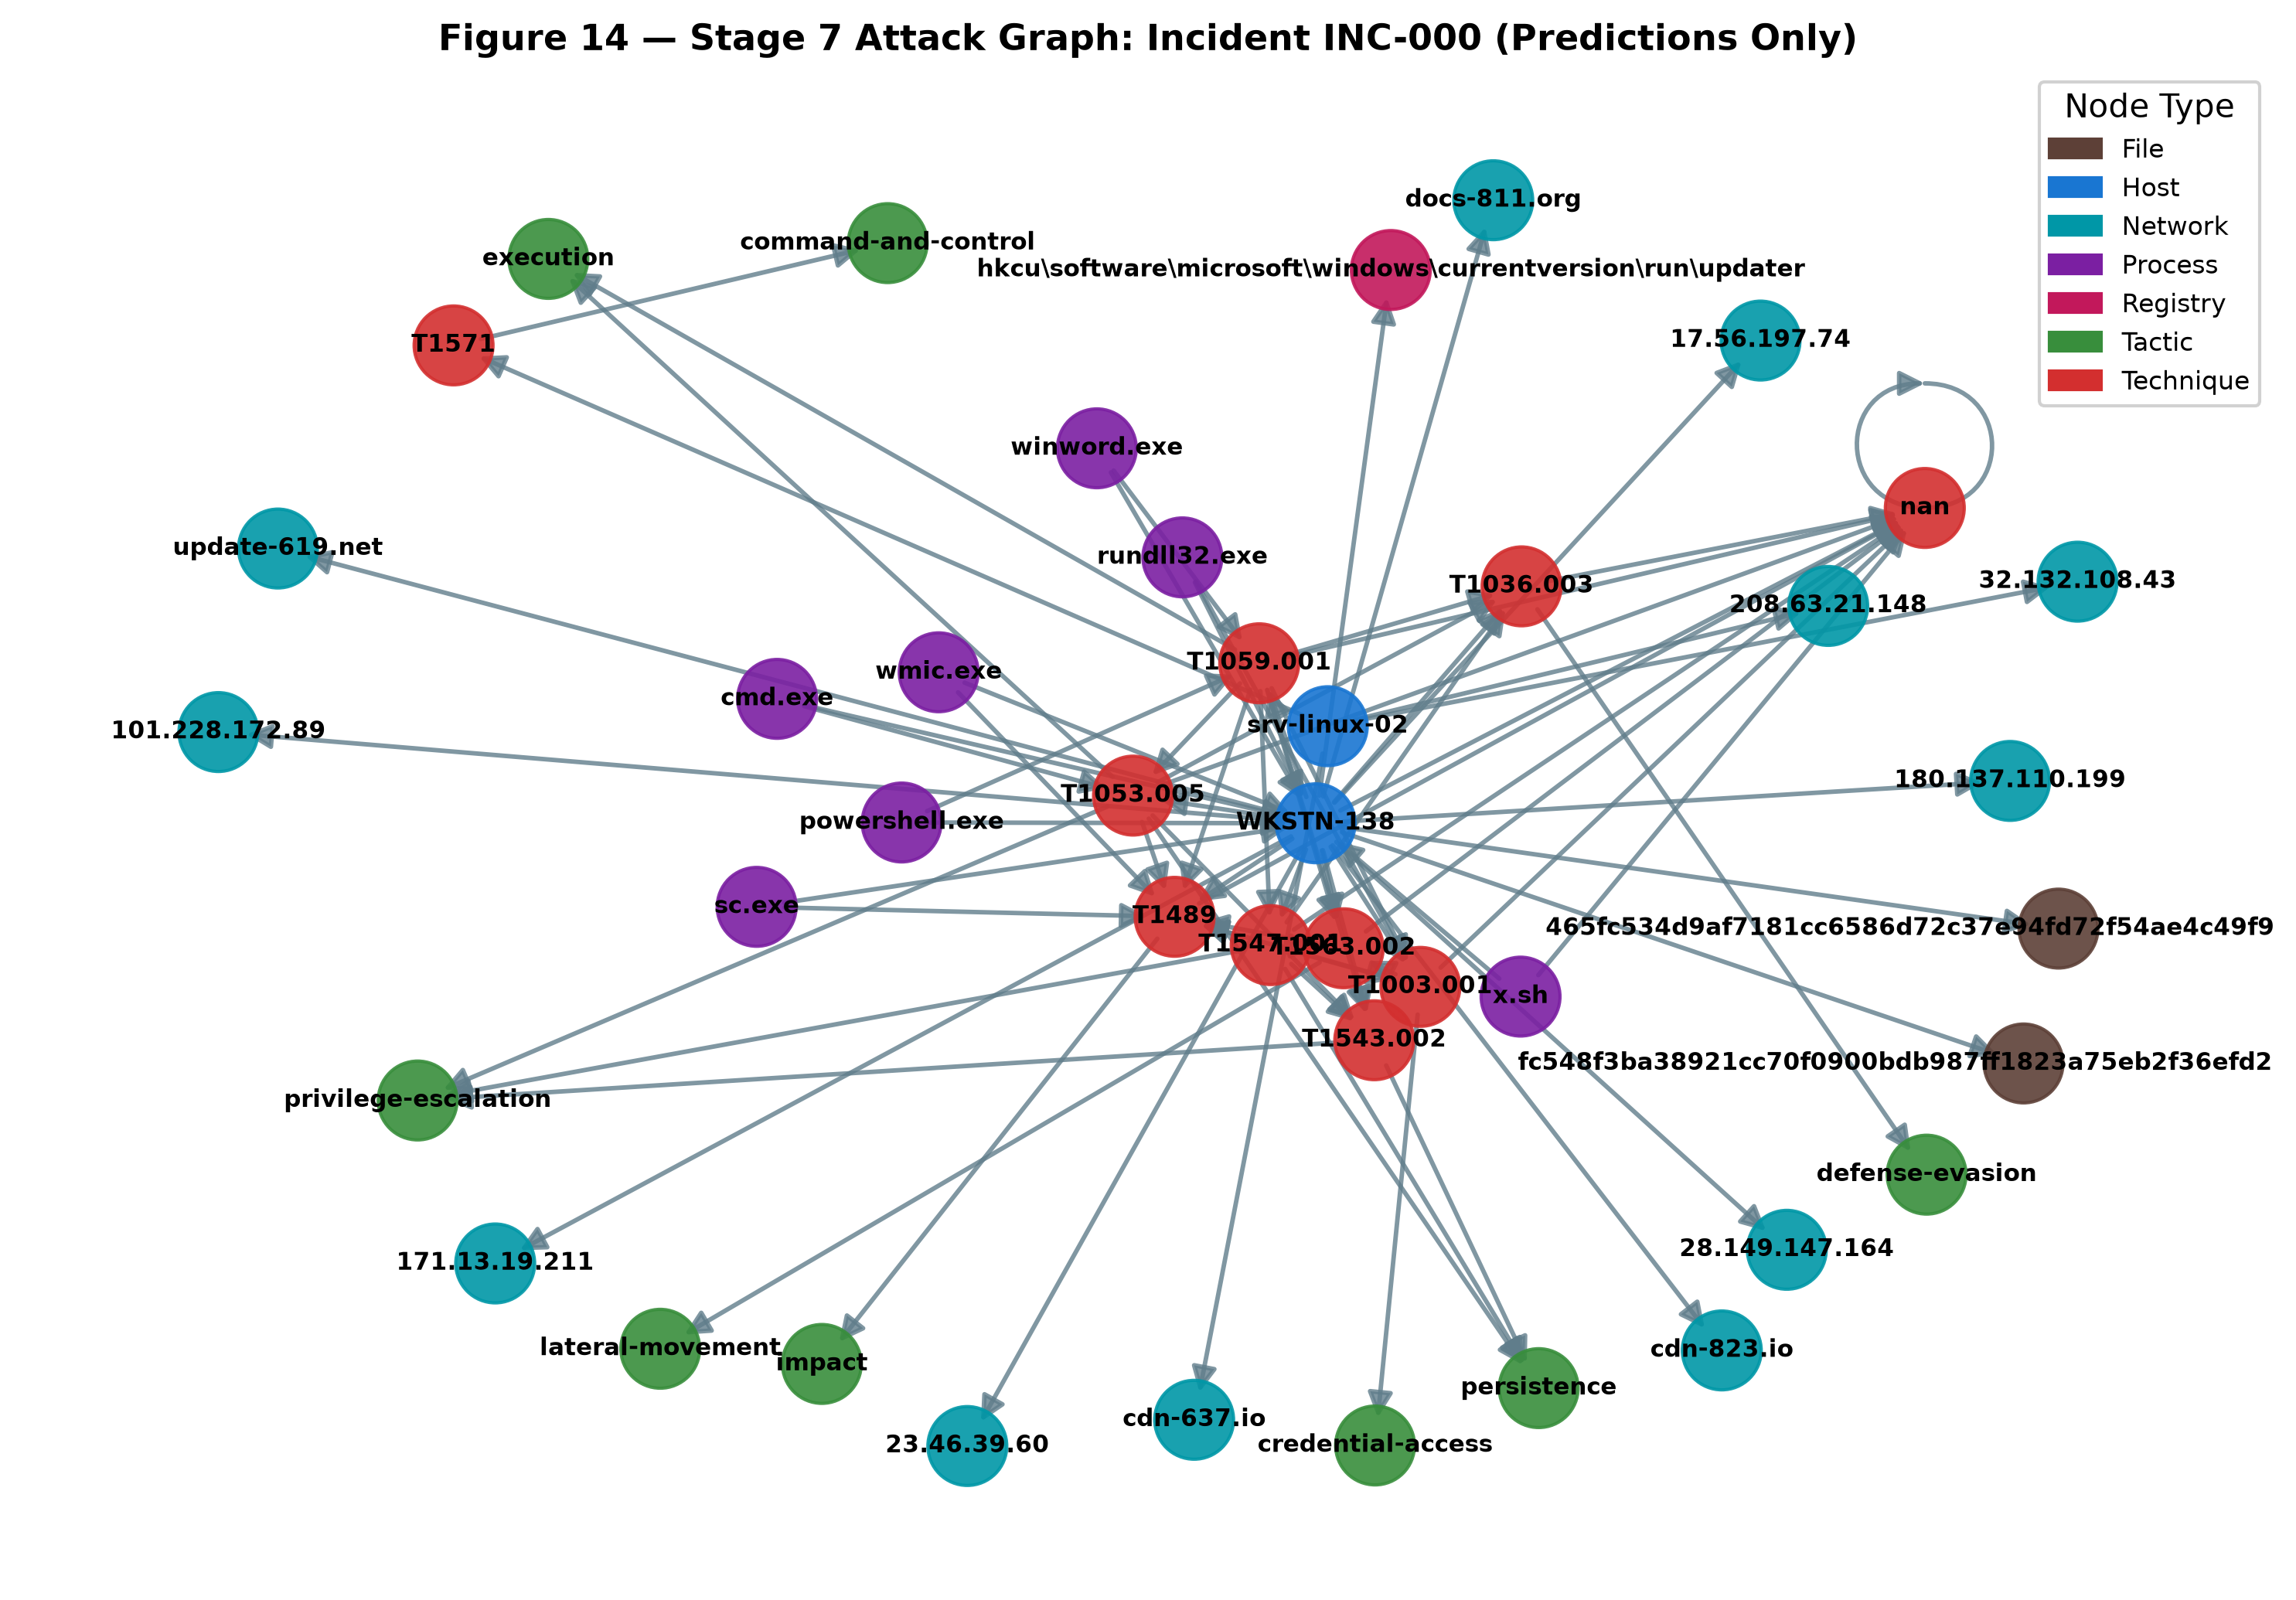 Figure 14 — Stage 7 Attack Graph: Incident INC-000 (Predictions Only)
Node Type
File
Host
Network
Process
Registry
Tactic
Technique
docs-811.org
command-and-control
execution
hkcu\software\microsoft\windows\currentversion\run\updater
17.56.197.74
T1571
winword.exe
nan
update-619.net
rundll32.exe
T1036.003
32.132.108.43
208.63.21.148
T1059.001
wmic.exe
cmd.exe
srv-linux-02
101.228.172.89
180.137.110.199
T1053.005
powershell.exe
WKSTN-138
sc.exe
T1489
465fc534d9af7181cc6586d72c37e94fd72f54ae4c49f9
T1547.001
T1563.002
T1003.001
x.sh
T1543.002
fc548f3ba38921cc70f0900bdb987ff1823a75eb2f36efd2
privilege-escalation
defense-evasion
28.149.147.164
171.13.19.211
lateral-movement
cdn-823.io
impact
persistence
cdn-637.io
23.46.39.60
credential-access